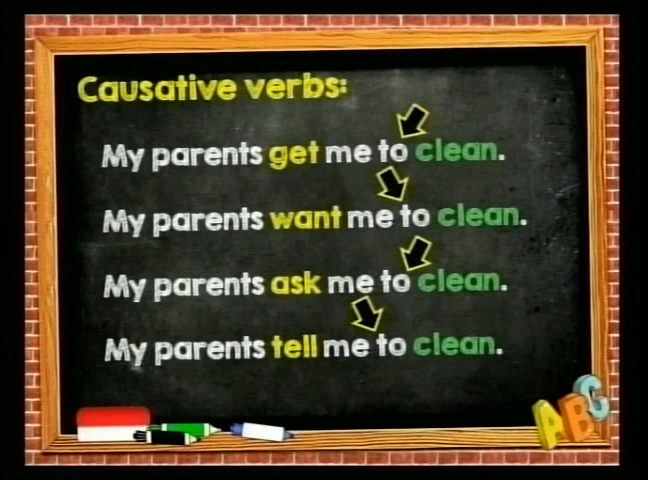 Causative verbs:
My parents get me to clean.
My parents want me to clean.
My parents ask me to clean.
My parents tell me to clean.
ABC